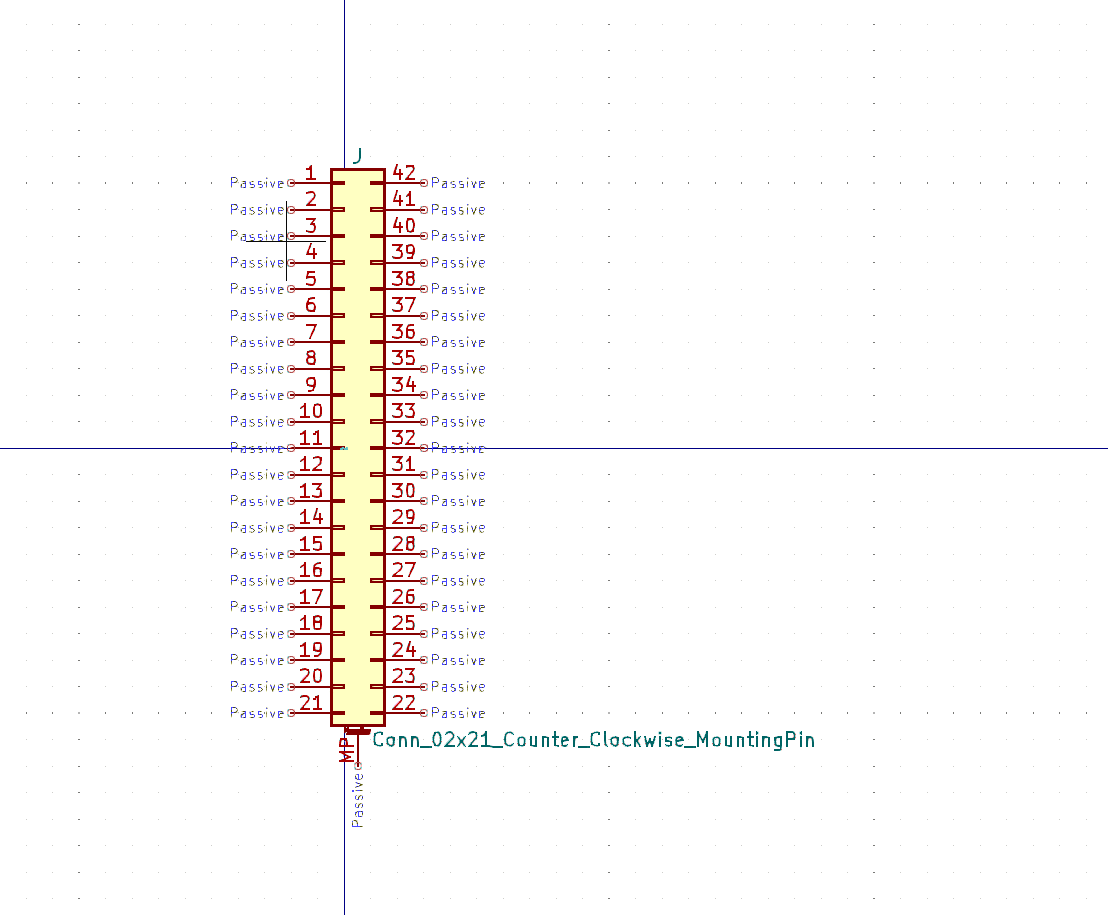 J
Passive 1 42 Passive
Passive 2 41 Passive
Passive 3 40 Passive
Passive 4 39 Passive
Passive 5 38 Passive
Passive 6 37 Passive
Passive 7 36 Passive
Passive 8 35 Passive
Passive 9 34 Passive
Passive 10 33 Passive
Passive 11 32 Passive
Passive 12 31 Passive
Passive 13 30 Passive
Passive 14 29 Passive
Passive 15 28 Passive
Passive 16 27 Passive
Passive 17 26 Passive
Passive 18 25 Passive
Passive 19 24 Passive
Passive 20 23 Passive
Passive 21 22 Passive
MP Conn_02x21_Counter_Clockwise_MountingPin
Passive